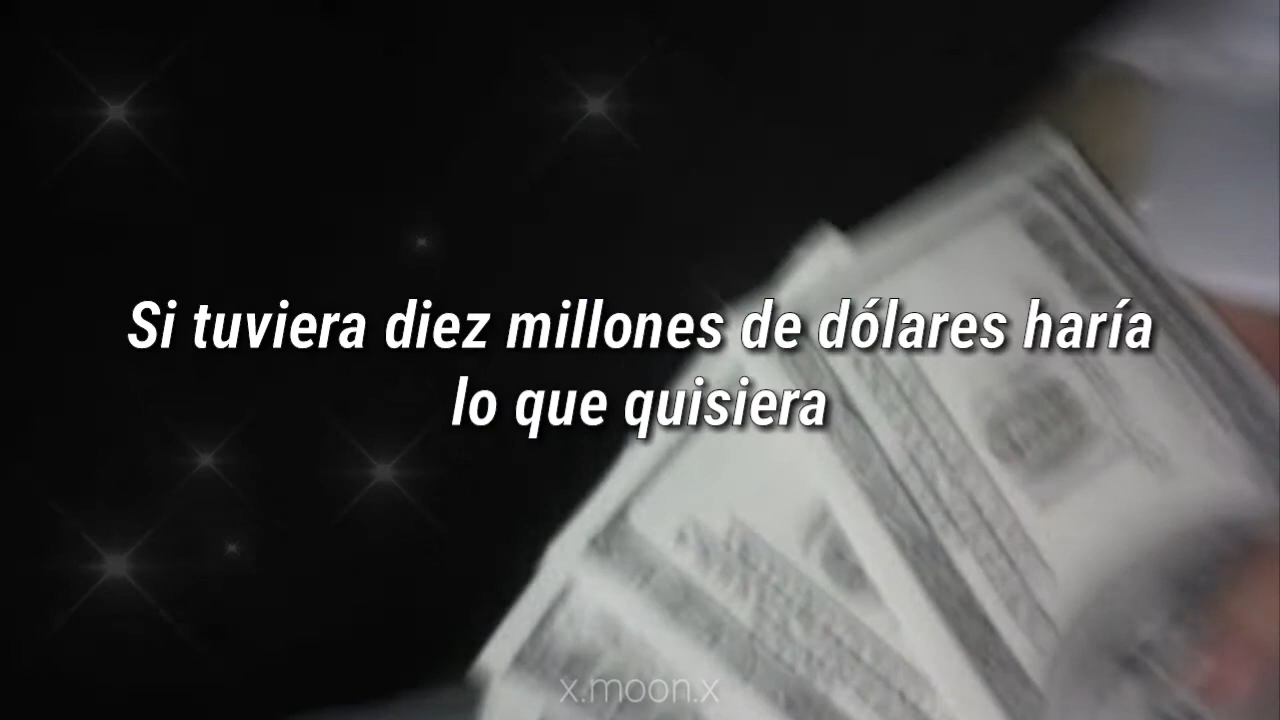 Si tuviera diez millones de dólares haría
lo que quisiera
x.moon.x